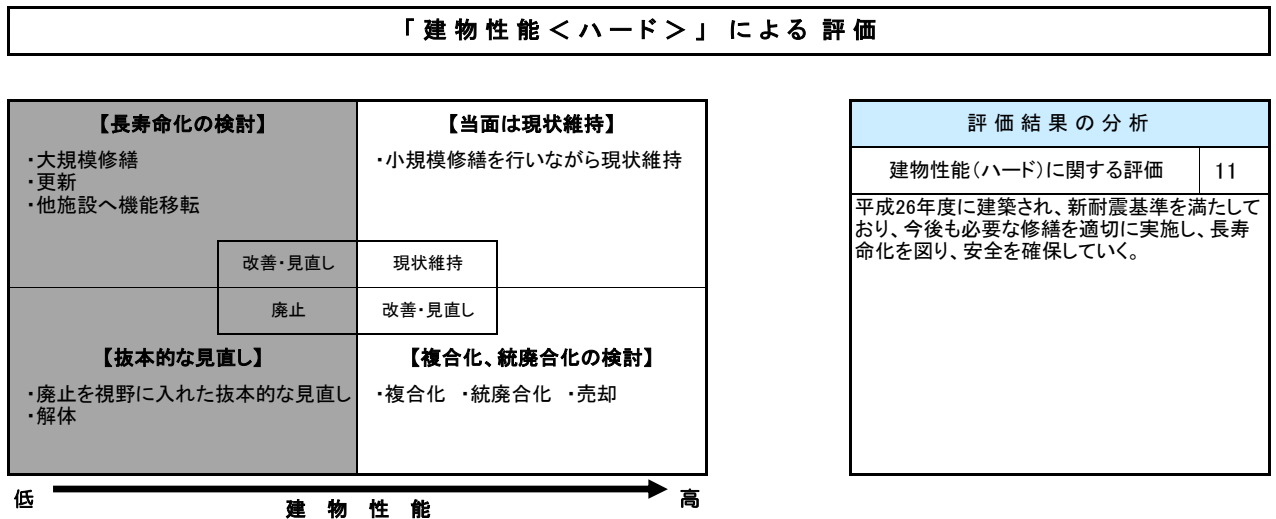 「建物性能＜ハード＞」による評価
【長寿命化の検討】
・大規模修繕
・更新
・他施設へ機能移転
【当面は現状維持】
・小規模修繕を行いながら現状維持
改善・見直し
現状維持
廃止
改善・見直し
【抜本的な見直し】
・廃止を視野に入れた抜本的な見直し
・解体
【複合化、統廃合化の検討】
・複合化 ・統廃合化 ・売却
低
建物性能
高
評価結果の分析
建物性能（ハード）に関する評価 11
平成26年度に建築され、新耐震基準を満たして
おり、今後も必要な修繕を適切に実施し、長寿
命化を図り、安全を確保していく。